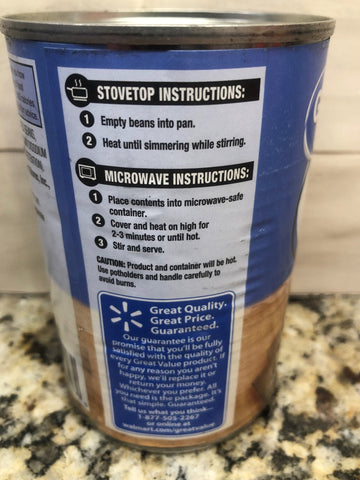 STOVETOP INSTRUCTIONS:
1 Empty beans into pan.
2 Heat until simmering while stirring.
MICROWAVE INSTRUCTIONS:
1 Place contents into microwave-safe
container.
2 Cover and heat on high for
2-3 minutes or until hot.
3 Stir and serve.
CAUTION: Product and container will be hot.
Use potholders and handle carefully to
avoid burns.
Great Quality.
Great Price.
Guaranteed.
Our guarantee is our
promise that you'll be fully
satisfied with the quality of
every Great Value product. If
for any reason you aren't
happy, we'll replace it or
return your money.
Whichever you prefer. All
you need is the package. It's
that simple. Guaranteed.
Tell us what you think...
1-877-505-2267
or online at
walmart.com/greatvalue